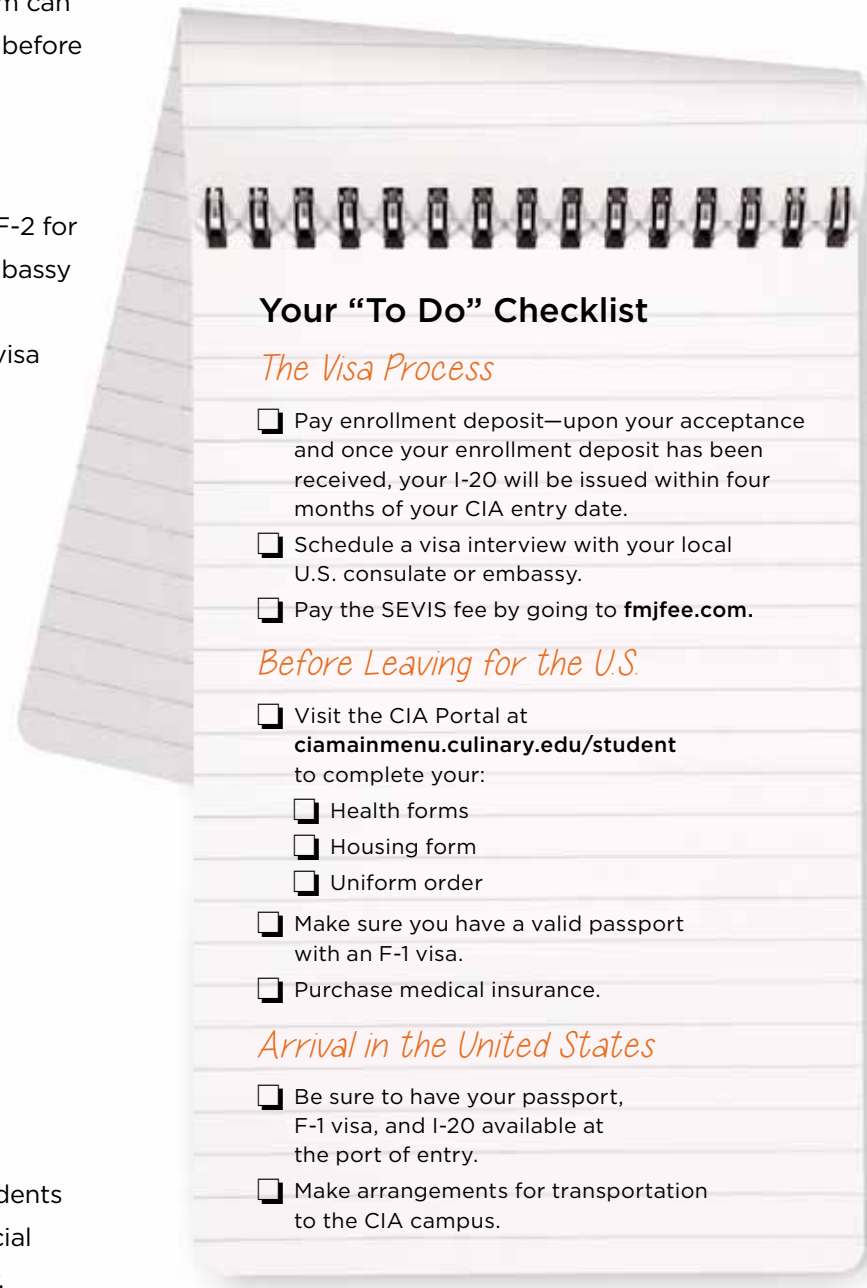 m can
before
F-2 for
bassy
visa
dents
cial
Your “To Do” Checklist
The Visa Process
Pay enrollment deposit—upon your acceptance
and once your enrollment deposit has been
received, your I-20 will be issued within four
months of your CIA entry date.
Schedule a visa interview with your local
U.S. consulate or embassy.
Pay the SEVIS fee by going to fmjfee.com.
Before Leaving for the U.S.
Visit the CIA Portal at
ciamainmenu.culinary.edu/student
to complete your:
Health forms
Housing form
Uniform order
Make sure you have a valid passport
with an F-1 visa.
Purchase medical insurance.
Arrival in the United States
Be sure to have your passport,
F-1 visa, and I-20 available at
the port of entry.
Make arrangements for transportation
to the CIA campus.